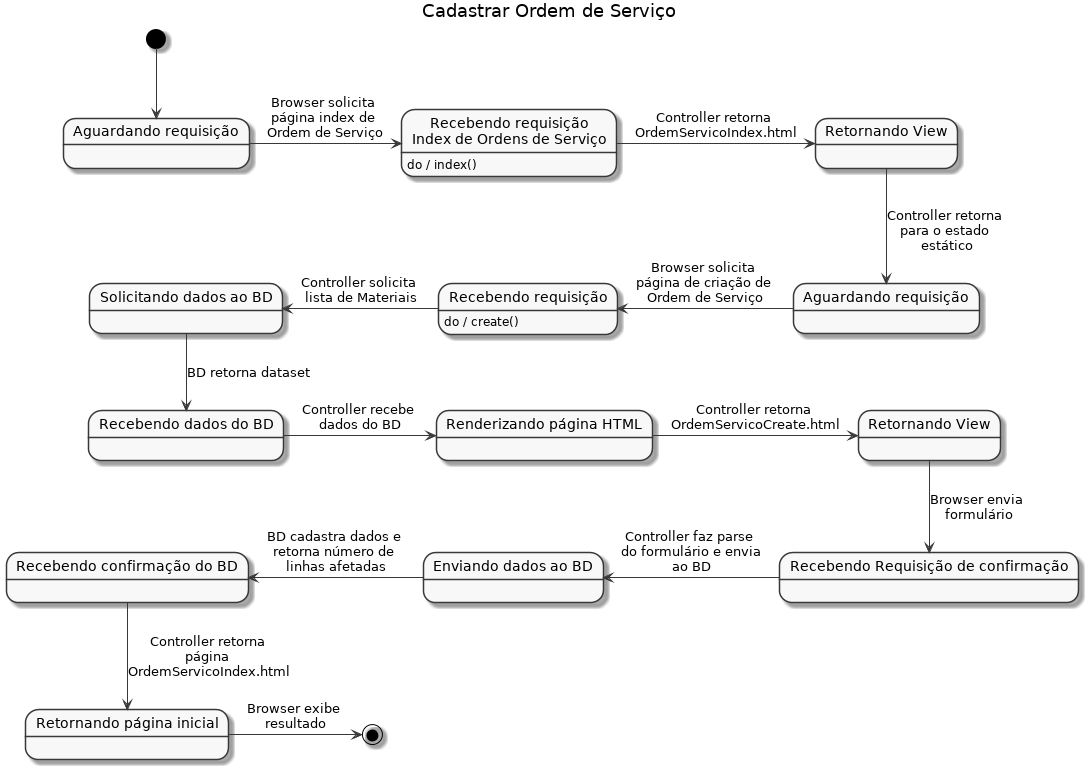 Cadastrar Ordem de Serviço
Aguardando requisição
Browser solicita
página index de
Ordem de Serviço
Recebendo requisição
Index de Ordens de Serviço
do / index()
Controller retorna
OrdemServicoIndex.html
Retornando View
Controller retorna
para o estado
estático
Aguardando requisição
Browser solicita
página de criação de
Ordem de Serviço
Recebendo requisição
do / create()
Controller solicita
lista de Materiais
Solicitando dados ao BD
BD retorna dataset
Recebendo dados do BD
Controller recebe
dados do BD
Renderizando página HTML
Controller retorna
OrdemServicoCreate.html
Retornando View
Browser envia
formulário
Recebendo Requisição de confirmação
Controller faz parse
do formulário e envia
ao BD
Enviando dados ao BD
BD cadastra dados e
retorna número de
linhas afetadas
Recebendo confirmação do BD
Controller retorna
página
OrdemServicoIndex.html
Retornando página inicial
Browser exibe
resultado